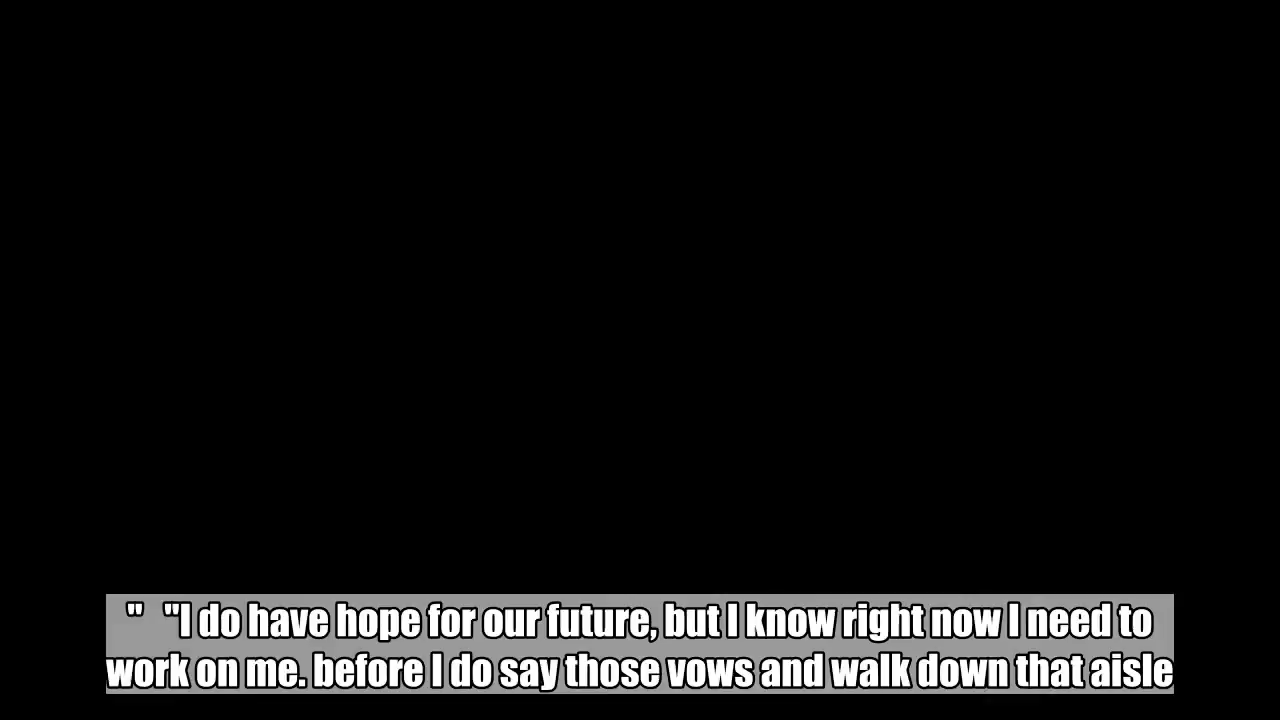 " "I do have hope for our future, but I know right now I need to
work on me. before I do say those vows and walk down that aisle